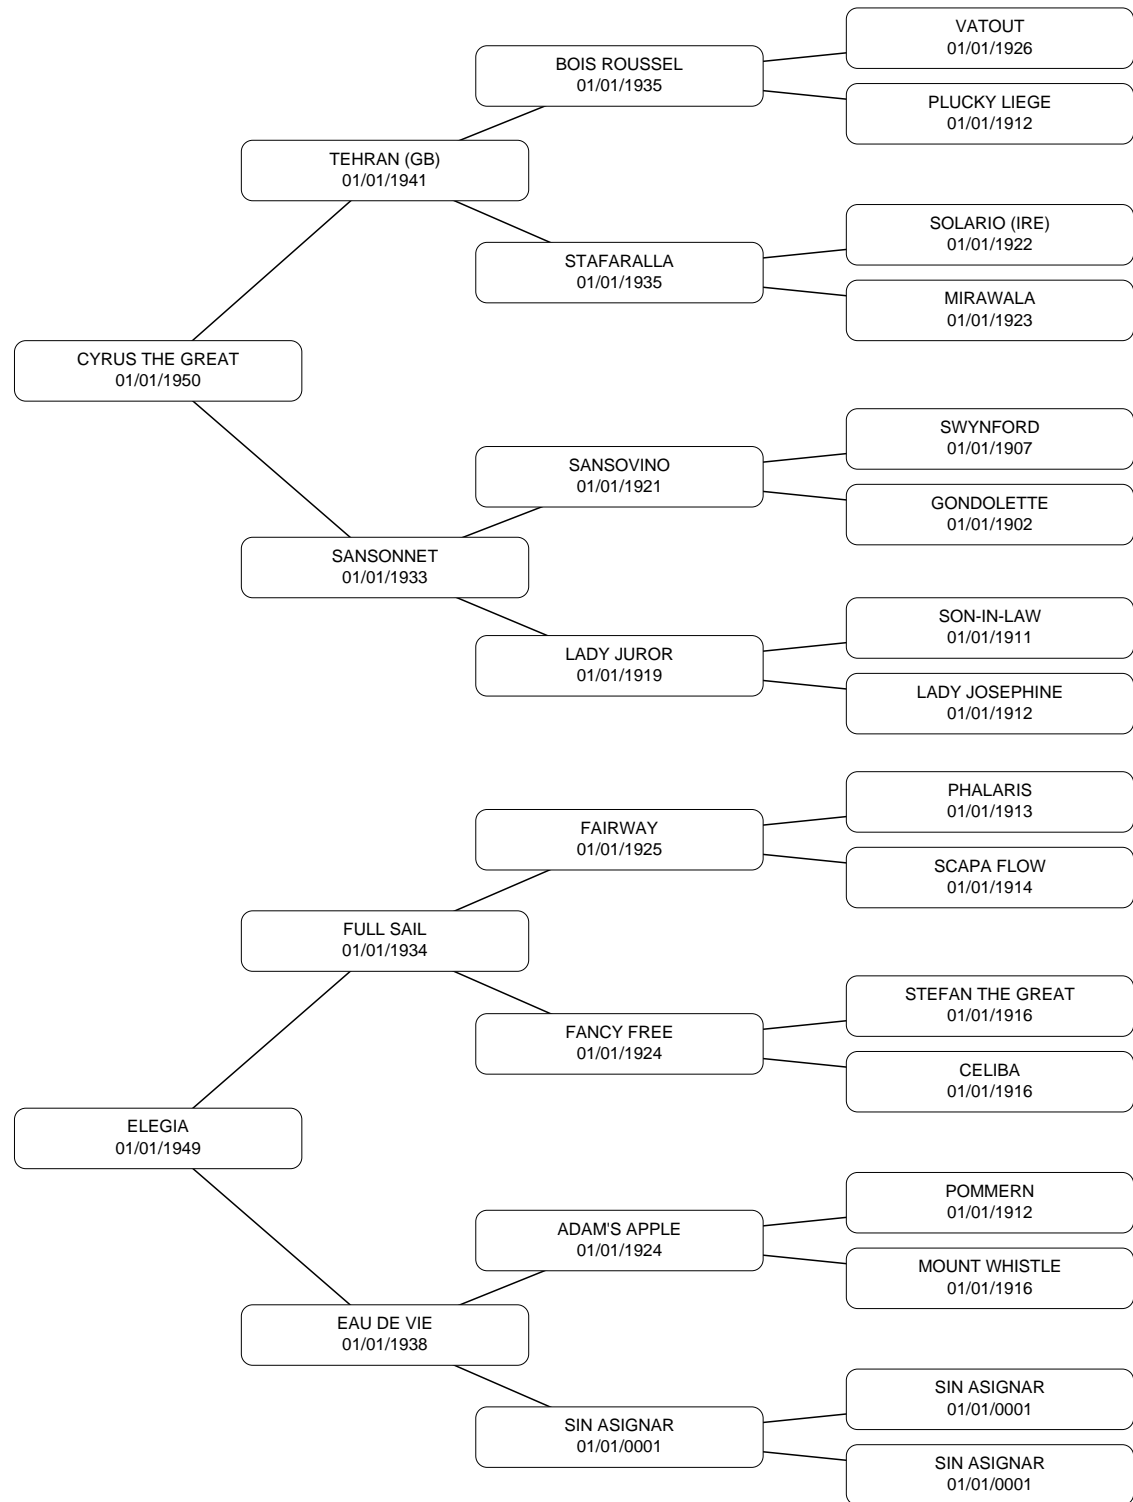 VATOUT
01/01/1926
BOIS ROUSSEL
01/01/1935
PLUCKY LIEGE
01/01/1912
TEHRAN (GB)
01/01/1941
SOLARIO (IRE)
01/01/1922
STAFARALLA
01/01/1935
MIRAWALA
01/01/1923
CYRUS THE GREAT
01/01/1950
SWYNFORD
01/01/1907
SANSOVINO
01/01/1921
GONDOLETTE
01/01/1902
SANSONNET
01/01/1933
SON-IN-LAW
01/01/1911
LADY JUROR
01/01/1919
LADY JOSEPHINE
01/01/1912
PHALARIS
01/01/1913
FAIRWAY
01/01/1925
SCAPA FLOW
01/01/1914
FULL SAIL
01/01/1934
STEFAN THE GREAT
01/01/1916
FANCY FREE
01/01/1924
CELIBA
01/01/1916
ELEGIA
01/01/1949
POMMERN
01/01/1912
ADAM'S APPLE
01/01/1924
MOUNT WHISTLE
01/01/1916
EAU DE VIE
01/01/1938
SIN ASIGNAR
01/01/0001
SIN ASIGNAR
01/01/0001
SIN ASIGNAR
01/01/0001